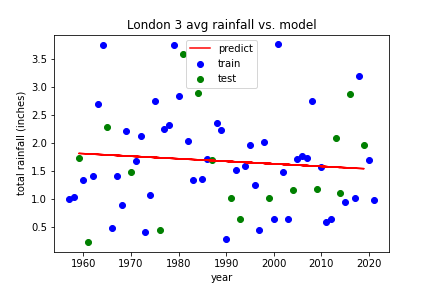 London 3 avg rainfall vs. model
predict
train
test
total rainfall (inches)
3.5
3.0
2.5
2.0
1.5
1.0
0.5
1960 1970 1980 1990 2000 2010 2020
year